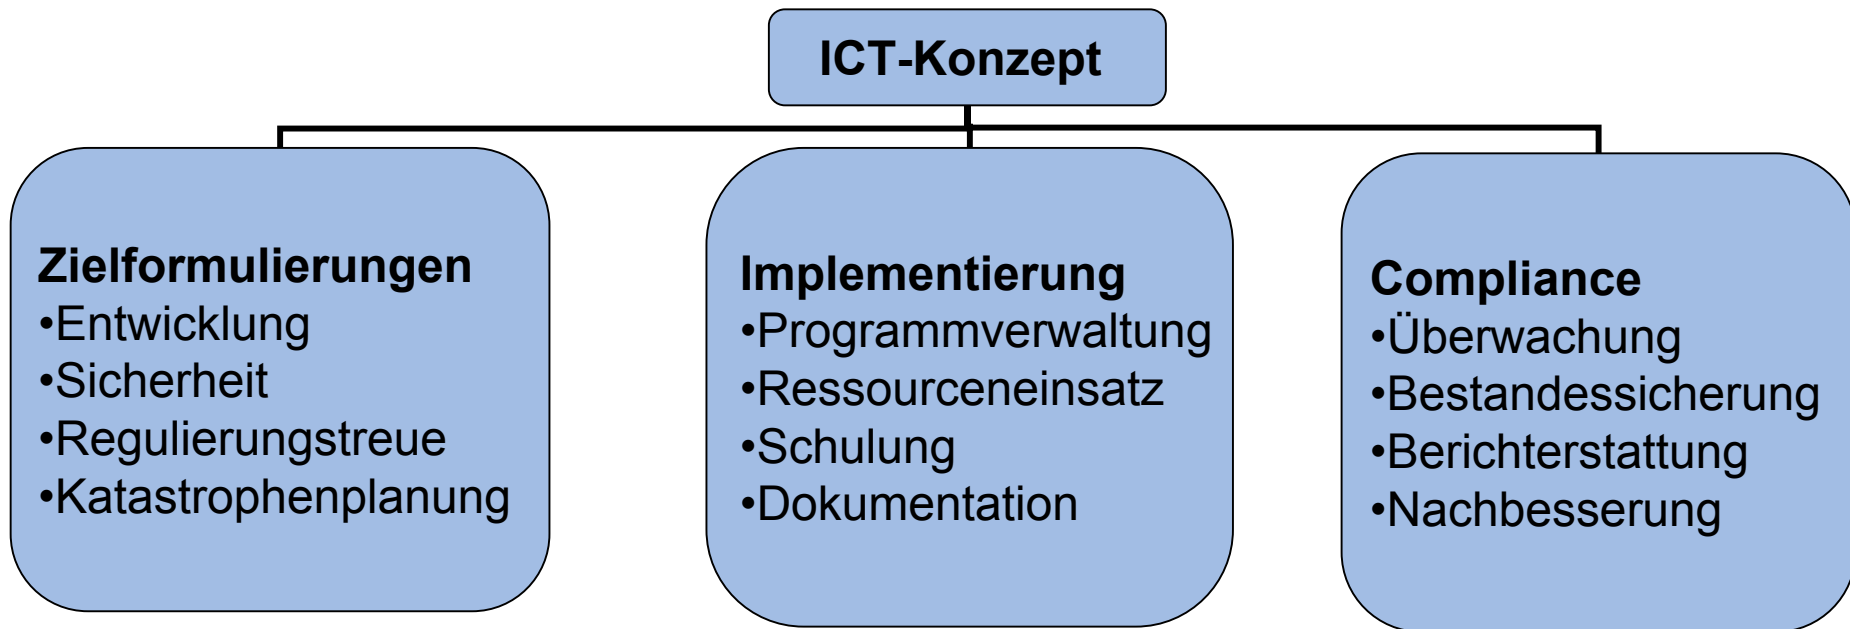 ICT-Konzept
Zielformulierungen
•Entwicklung
•Sicherheit
•Regulierungstreue
•Katastrophenplanung
Implementierung
•Programmverwaltung
•Ressourceneinsatz
•Schulung
•Dokumentation
Compliance
•Überwachung
•Bestandessicherung
•Berichterstattung
•Nachbesserung